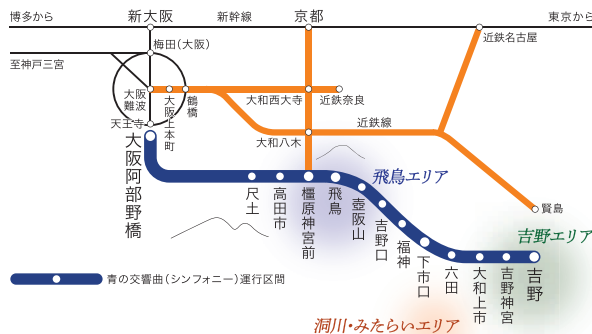 博多から
新大阪
新幹線
京都
東京から
梅田(大阪)
近鉄名古屋
至神戸三宮
大阪難波
大阪上本町
鶴橋
大和西大寺
近鉄奈良
天王寺
近鉄線
大和八木
大阪阿部野橋
尺土
高田市
橿原神宮前
飛鳥
飛鳥エリア
壺阪山
吉野口
福神
下市口
六田
大和上市
吉野神宮
吉野
賢島
吉野エリア
青の交響曲(シンフォニー)運行区間
洞川・みたらいエリア